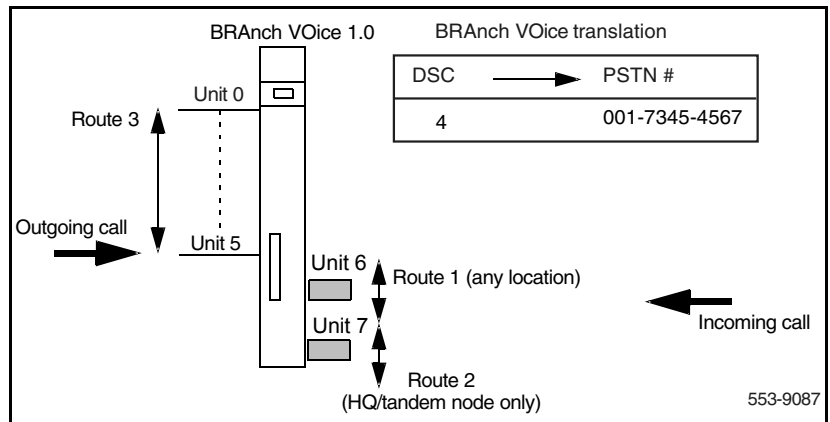 BRAnch VOice 1.0
BRAnch VOice translation
DSC
PSTN #
4
001-7345-4567
Unit 0
Route 3
Outgoing call
Unit 5
Unit 6
Route 1 (any location)
Unit 7
Incoming call
Route 2
(HQ/tandem node only)
553-9087